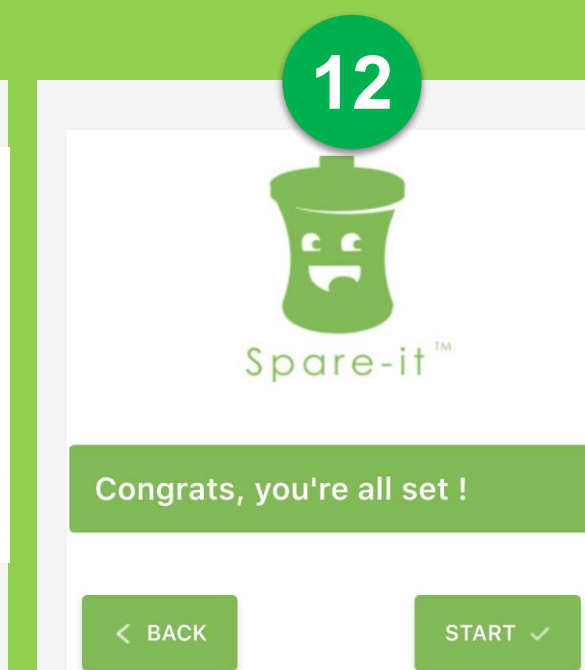 12
Spare-it™
Congrats, you're all set !
< BACK
START ✓